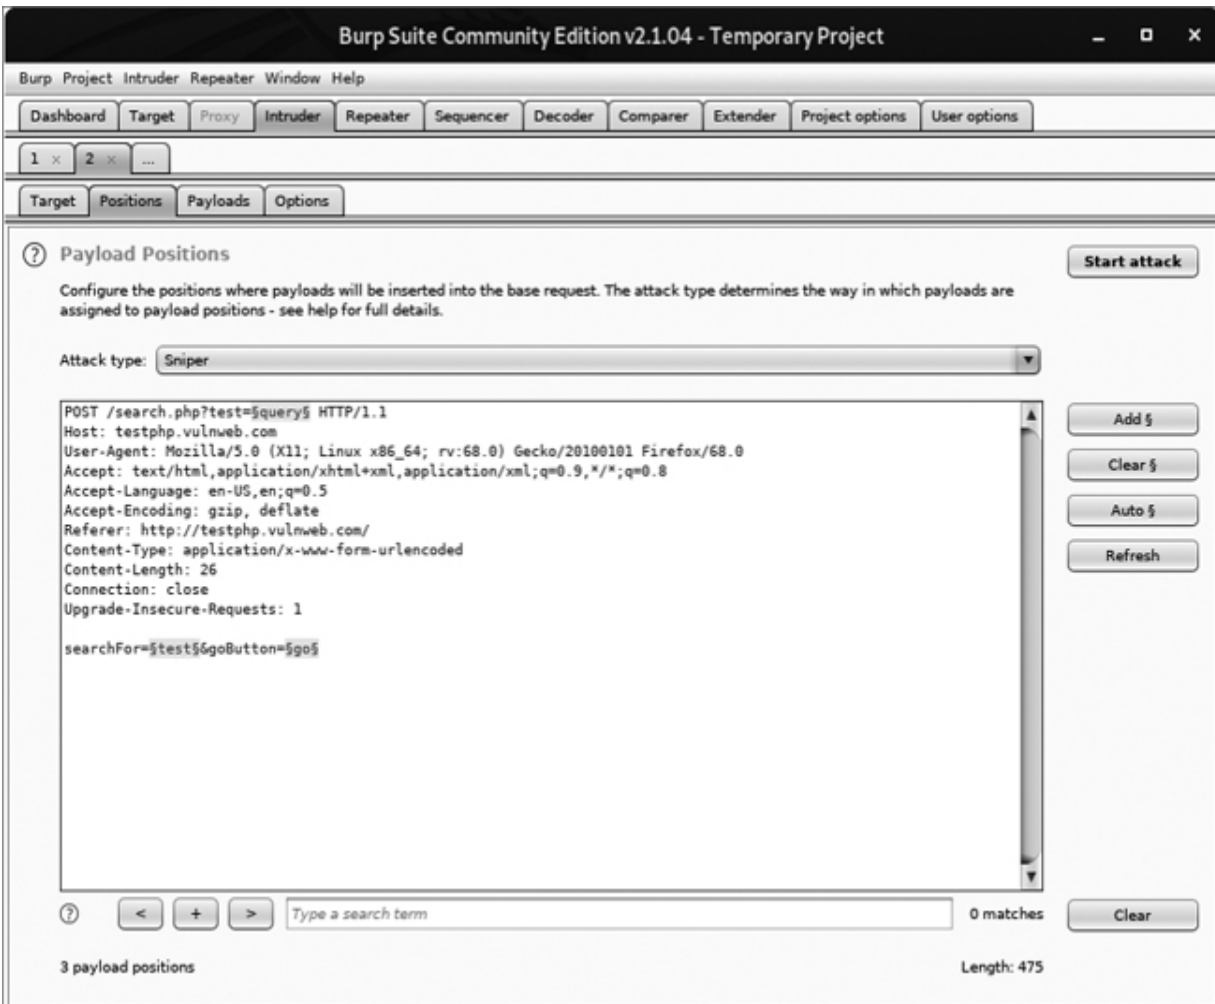 Burp Suite Community Edition v2.1.04 - Temporary Project
Burp Project Intruder Repeater Window Help
Dashboard Target Proxy Intruder Repeater Sequencer Decoder Comparer Extender Project options User options
1 × 2 × ...
Target Positions Payloads Options
? Payload Positions
Start attack
Configure the positions where payloads will be inserted into the base request. The attack type determines the way in which payloads are
assigned to payload positions - see help for full details.
Attack type: Sniper
POST /search.php?test=§query§ HTTP/1.1
Host: testphp.vulnweb.com
User-Agent: Mozilla/5.0 (X11; Linux x86_64; rv:68.0) Gecko/20100101 Firefox/68.0
Accept: text/html,application/xhtml+xml,application/xml;q=0.9,*/*;q=0.8
Accept-Language: en-US,en;q=0.5
Accept-Encoding: gzip, deflate
Referer: http://testphp.vulnweb.com/
Content-Type: application/x-www-form-urlencoded
Content-Length: 26
Connection: close
Upgrade-Insecure-Requests: 1
searchFor=§test§&goButton=§go§
Add §
Clear §
Auto §
Refresh
? < + > Type a search term 0 matches Clear
3 payload positions Length: 475